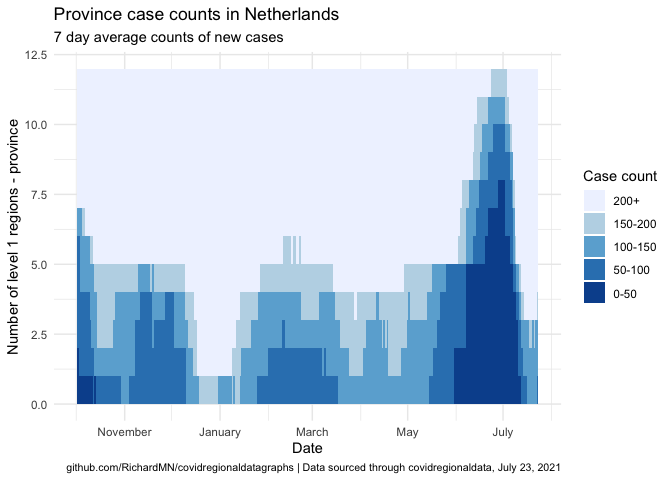 Province case counts in Netherlands
7 day average counts of new cases
12.5
10.0
7.5
5.0
2.5
0.0
Number of level 1 regions - province
November
January
March
May
July
Date
Case count
200+
150-200
100-150
50-100
0-50
github.com/RichardMN/covidregionaldatagraphs | Data sourced through covidregionaldata, July 23, 2021